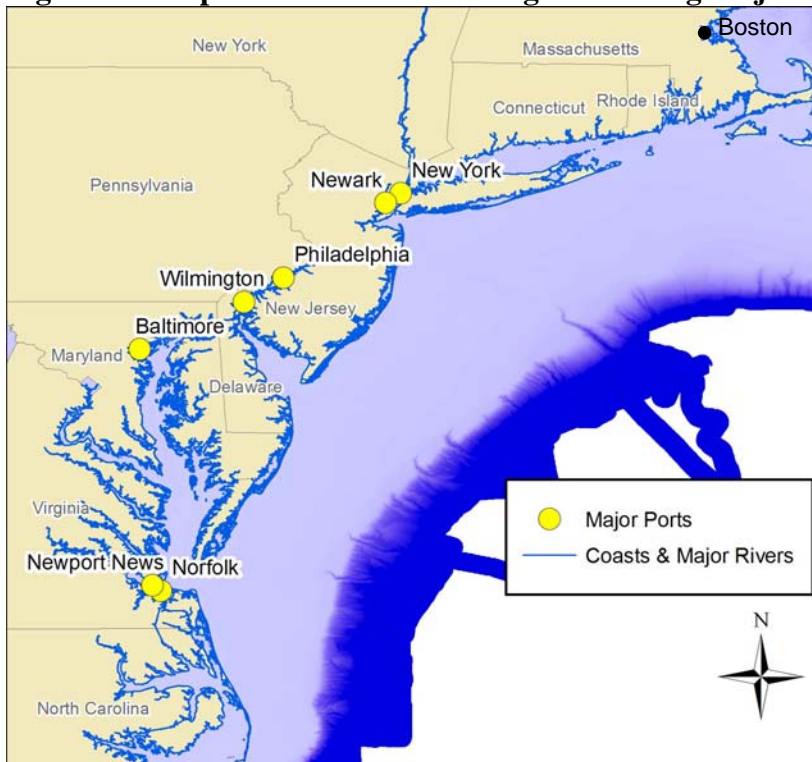 Boston
New York
Massachusetts
Connecticut
Rhode Island
Pennsylvania
Newark
New York
Philadelphia
Wilmington
New Jersey
Baltimore
Maryland
Delaware
Virginia
Newport News
Norfolk
North Carolina
Major Ports
Coasts & Major Rivers
N